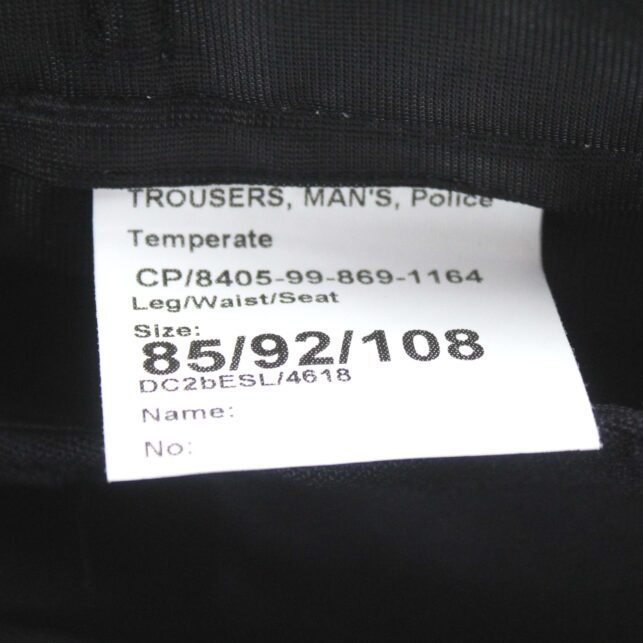 TROUSERS, MAN'S, Police
Temperate
CP/8405-99-869-1164
Leg/Waist/Seat
Size:
85/92/108
DC2bESL/4618
Name:
No: